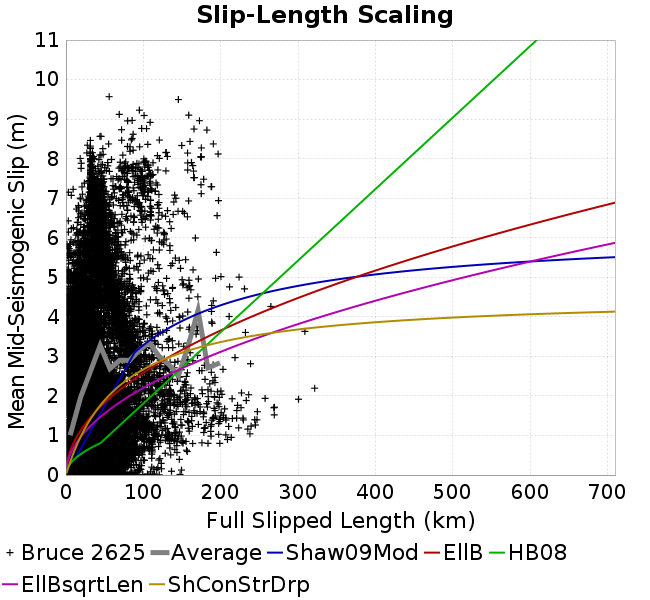 Slip-Length Scaling
Mean Mid-Seismogenic Slip (m)
11
10
9
8
7
6
5
4
3
2
1
0
0 100 200 300 400 500 600 700
Full Slipped Length (km)
Bruce 2625 Average Shaw09Mod EllB HB08
EllBsqrtLen ShConStrDrp